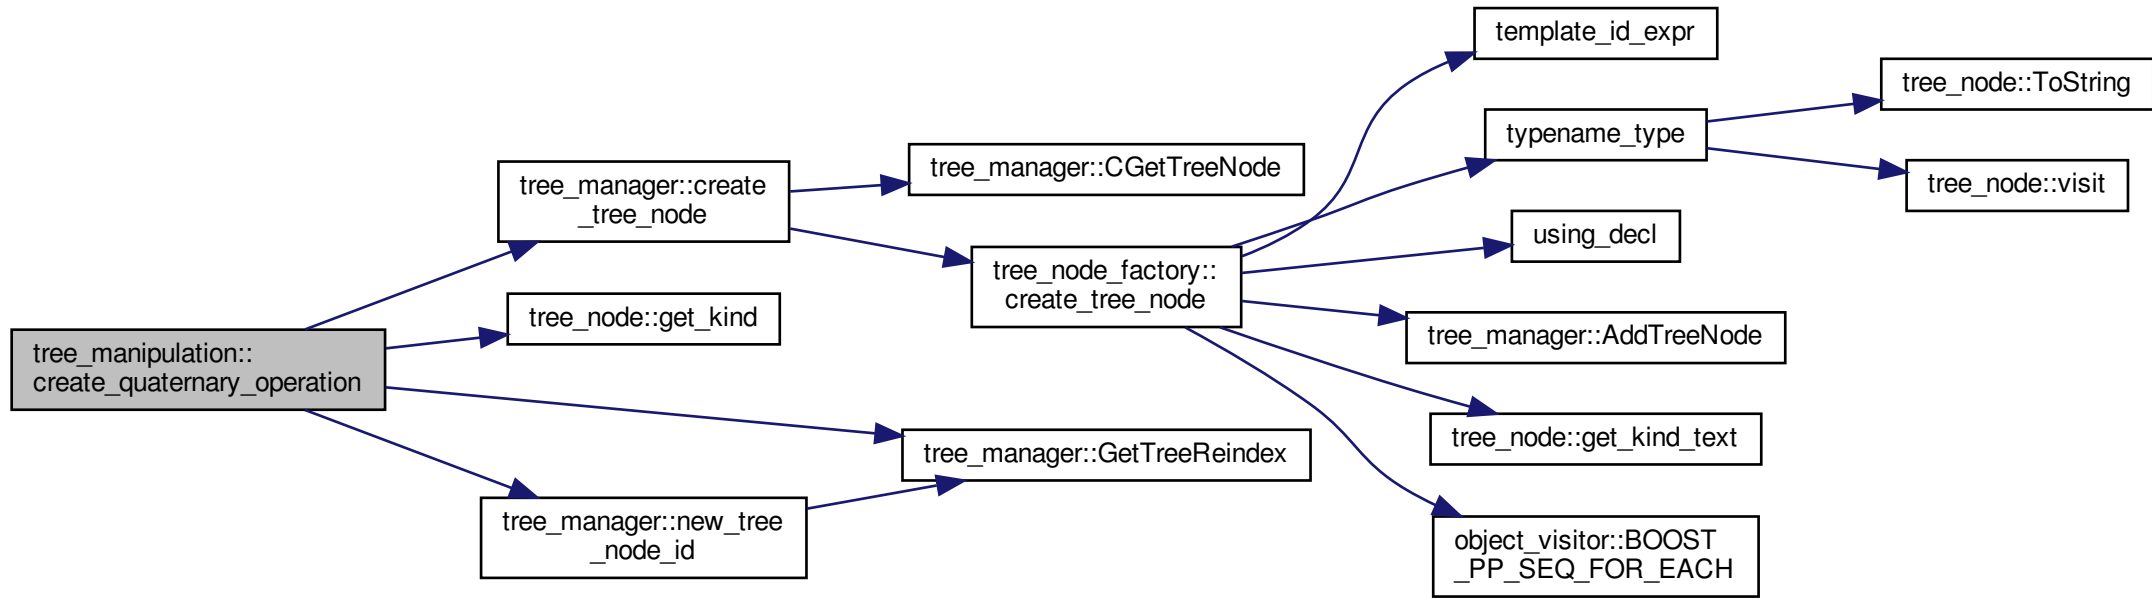 tree_manipulation::
create_quaternary_operation
tree_manager::create
_tree_node
tree_node::get_kind
tree_manager::GetTreeReindex
tree_manager::new_tree
_node_id
tree_manager::CGetTreeNode
tree_node_factory::
create_tree_node
template_id_expr
typename_type
using_decl
tree_manager::AddTreeNode
tree_node::get_kind_text
object_visitor::BOOST
_PP_SEQ_FOR_EACH
tree_node::ToString
tree_node::visit